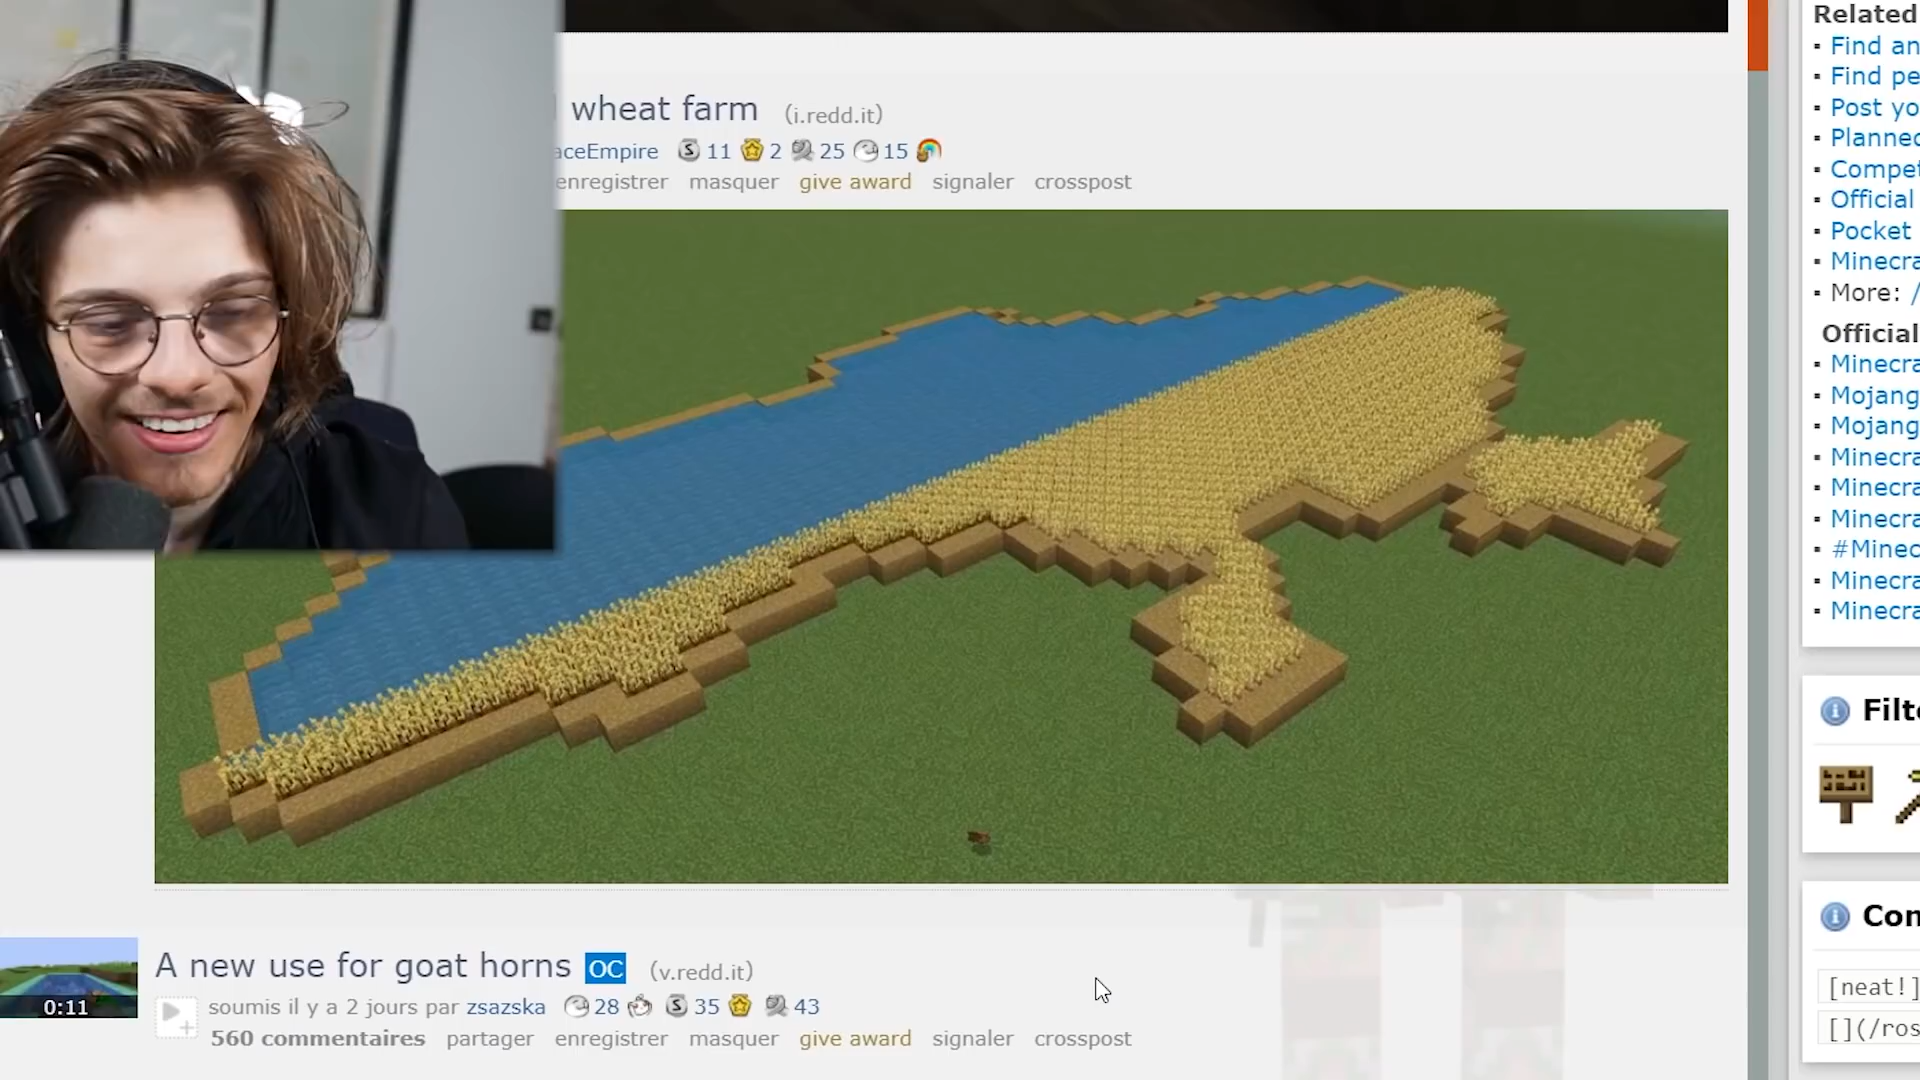 wheat farm (i.redd.it)
aceEmpire 11 2 25 15
enregistrer masquer give award signaler crosspost
A new use for goat horns OC (v.redd.it)
0:11
soumis il y a 2 jours par zsazska 28 35 43
560 commentaires partager enregistrer masquer give award signaler crosspost
Related
Find an
Find pe
Post yo
Planned
Compet
Official
Pocket
Minecra
More: /
Official
Minecra
Mojang
Mojang
Minecra
Minecra
Minecra
#Minec
Minecra
Minecra
Filt
Con
[neat!]
[](/ros